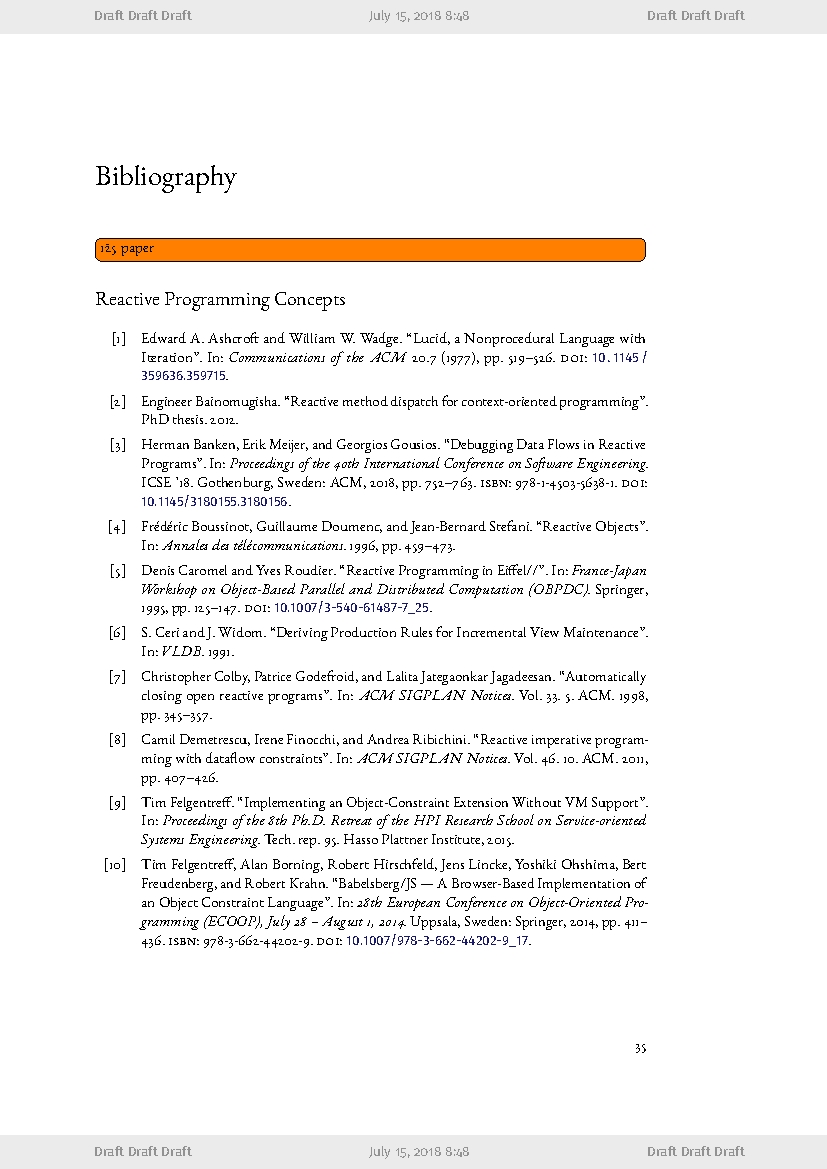 Draft Draft Draft July 15, 2018 8:48 Draft Draft Draft
Bibliography
125 paper
Reactive Programming Concepts
[1] Edward A. Ashcroft and William W. Wadge. “Lucid, a Nonprocedural Language with
Iteration”. In: Communications of the ACM 20.7 (1977), pp. 519–526. DOI: 10.1145/
359636.359715.
[2] Engineer Bainomugisha. “Reactive method dispatch for context-oriented programming”.
PhD thesis. 2012.
[3] Herman Banken, Erik Meijer, and Georgios Gousios. “Debugging Data Flows in Reactive
Programs”. In: Proceedings of the 40th International Conference on Software Engineering.
ICSE ’18. Gothenburg, Sweden: ACM, 2018, pp. 752–763. ISBN: 978-1-4503-5638-1. DOI:
10.1145/3180155.3180156.
[4] Frédéric Boussinot, Guillaume Doumenc, and Jean-Bernard Stefani. “Reactive Objects”.
In: Annales des télécommunications. 1996, pp. 459–473.
[5] Denis Caromel and Yves Roudier. “Reactive Programming in Eiffel//”. In: France-Japan
Workshop on Object-Based Parallel and Distributed Computation (OBPDC). Springer,
1995, pp. 125–147. DOI: 10.1007/3-540-61487-7_25.
[6] S. Ceri and J. Widom. “Deriving Production Rules for Incremental View Maintenance”.
In: VLDB. 1991.
[7] Christopher Colby, Patrice Godefroid, and Lalita Jategaonkar Jagadeesan. “Automatically
closing open reactive programs”. In: ACM SIGPLAN Notices. Vol. 33. 5. ACM. 1998,
pp. 345–357.
[8] Camil Demetrescu, Irene Finocchi, and Andrea Ribichini. “Reactive imperative program-
ming with dataflow constraints”. In: ACM SIGPLAN Notices. Vol. 46. 10. ACM. 2011,
pp. 407–426.
[9] Tim Felgentreff. “Implementing an Object-Constraint Extension Without VM Support”.
In: Proceedings of the 8th Ph.D. Retreat of the HPI Research School on Service-oriented
Systems Engineering. Tech. rep. 95. Hasso Plattner Institute, 2015.
[10] Tim Felgentreff, Alan Borning, Robert Hirschfeld, Jens Lincke, Yoshiki Ohshima, Bert
Freudenberg, and Robert Krahn. “Babelsberg/JS — A Browser-Based Implementation of
an Object Constraint Language”. In: 28th European Conference on Object-Oriented Pro-
gramming (ECOOP), July 28 – August 1, 2014. Uppsala, Sweden: Springer, 2014, pp. 411–
436. ISBN: 978-3-662-44202-9. DOI: 10.1007/978-3-662-44202-9_17.
35
Draft Draft Draft July 15, 2018 8:48 Draft Draft Draft